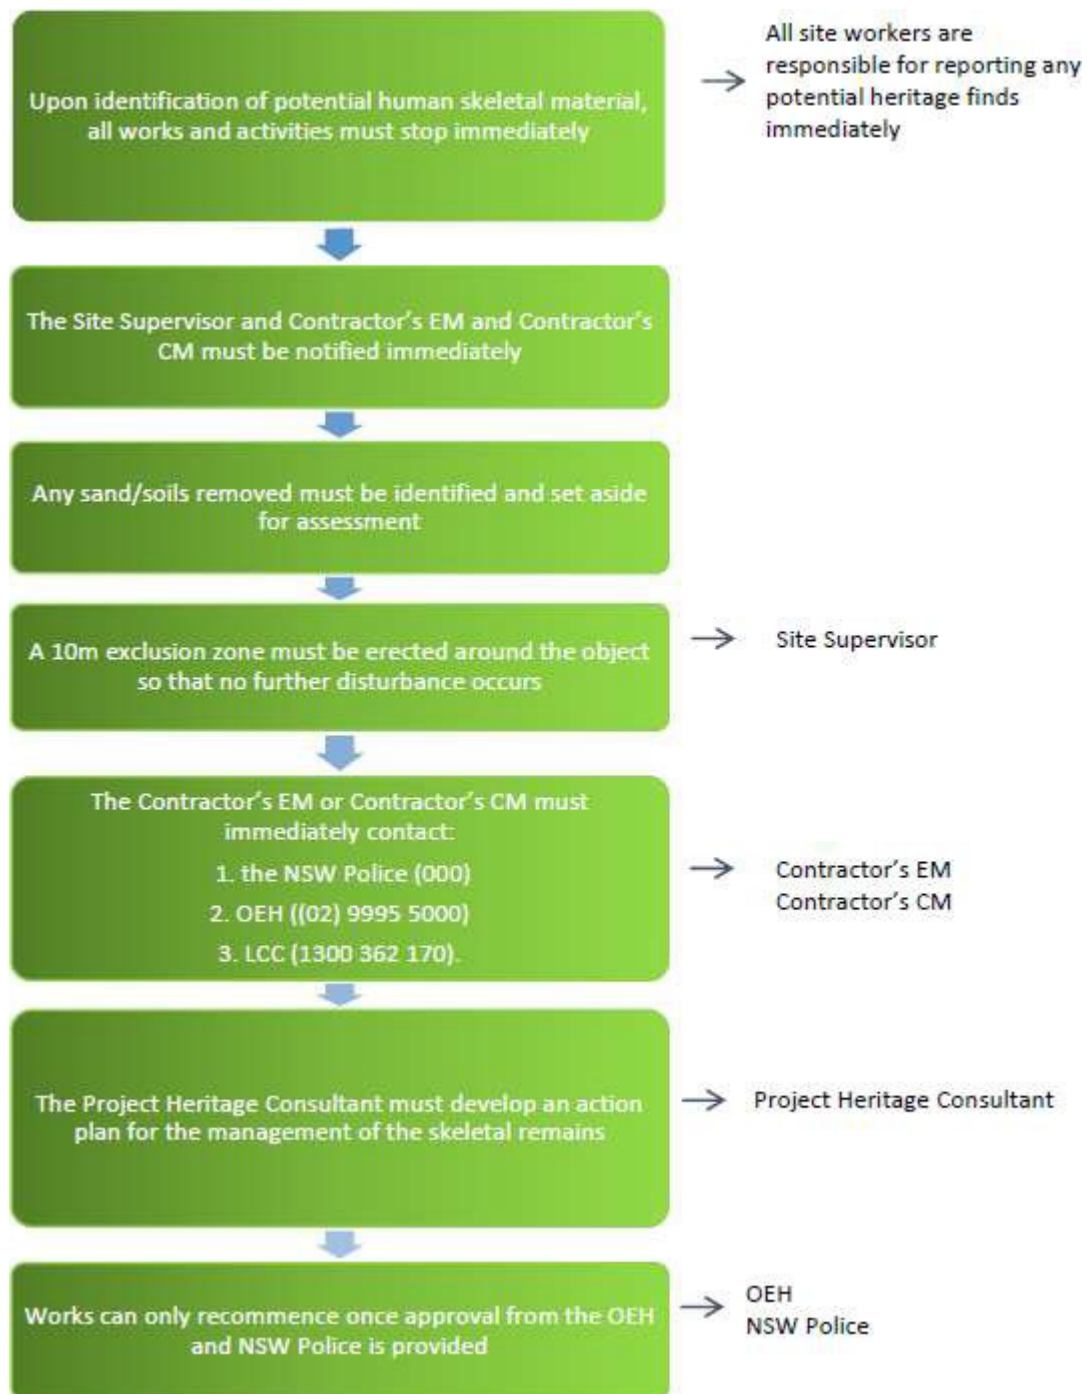 Upon identification of potential human skeletal material,
all works and activities must stop immediately
All site workers are
responsible for reporting any
potential heritage finds
immediately
The Site Supervisor and Contractor's EM and Contractor's
CM must be notified immediately
Any sand/soils removed must be identified and set aside
for assessment
A 10m exclusion zone must be erected around the object
so that no further disturbance occurs
Site Supervisor
The Contractor's EM or Contractor's CM must
immediately contact:
1. the NSW Police (000)
2. OEH ((02) 9995 5000)
3. LCC (1300 362 170).
Contractor's EM
Contractor's CM
The Project Heritage Consultant must develop an action
plan for the management of the skeletal remains
Project Heritage Consultant
Works can only recommence once approval from the OEH
and NSW Police is provided
OEH
NSW Police